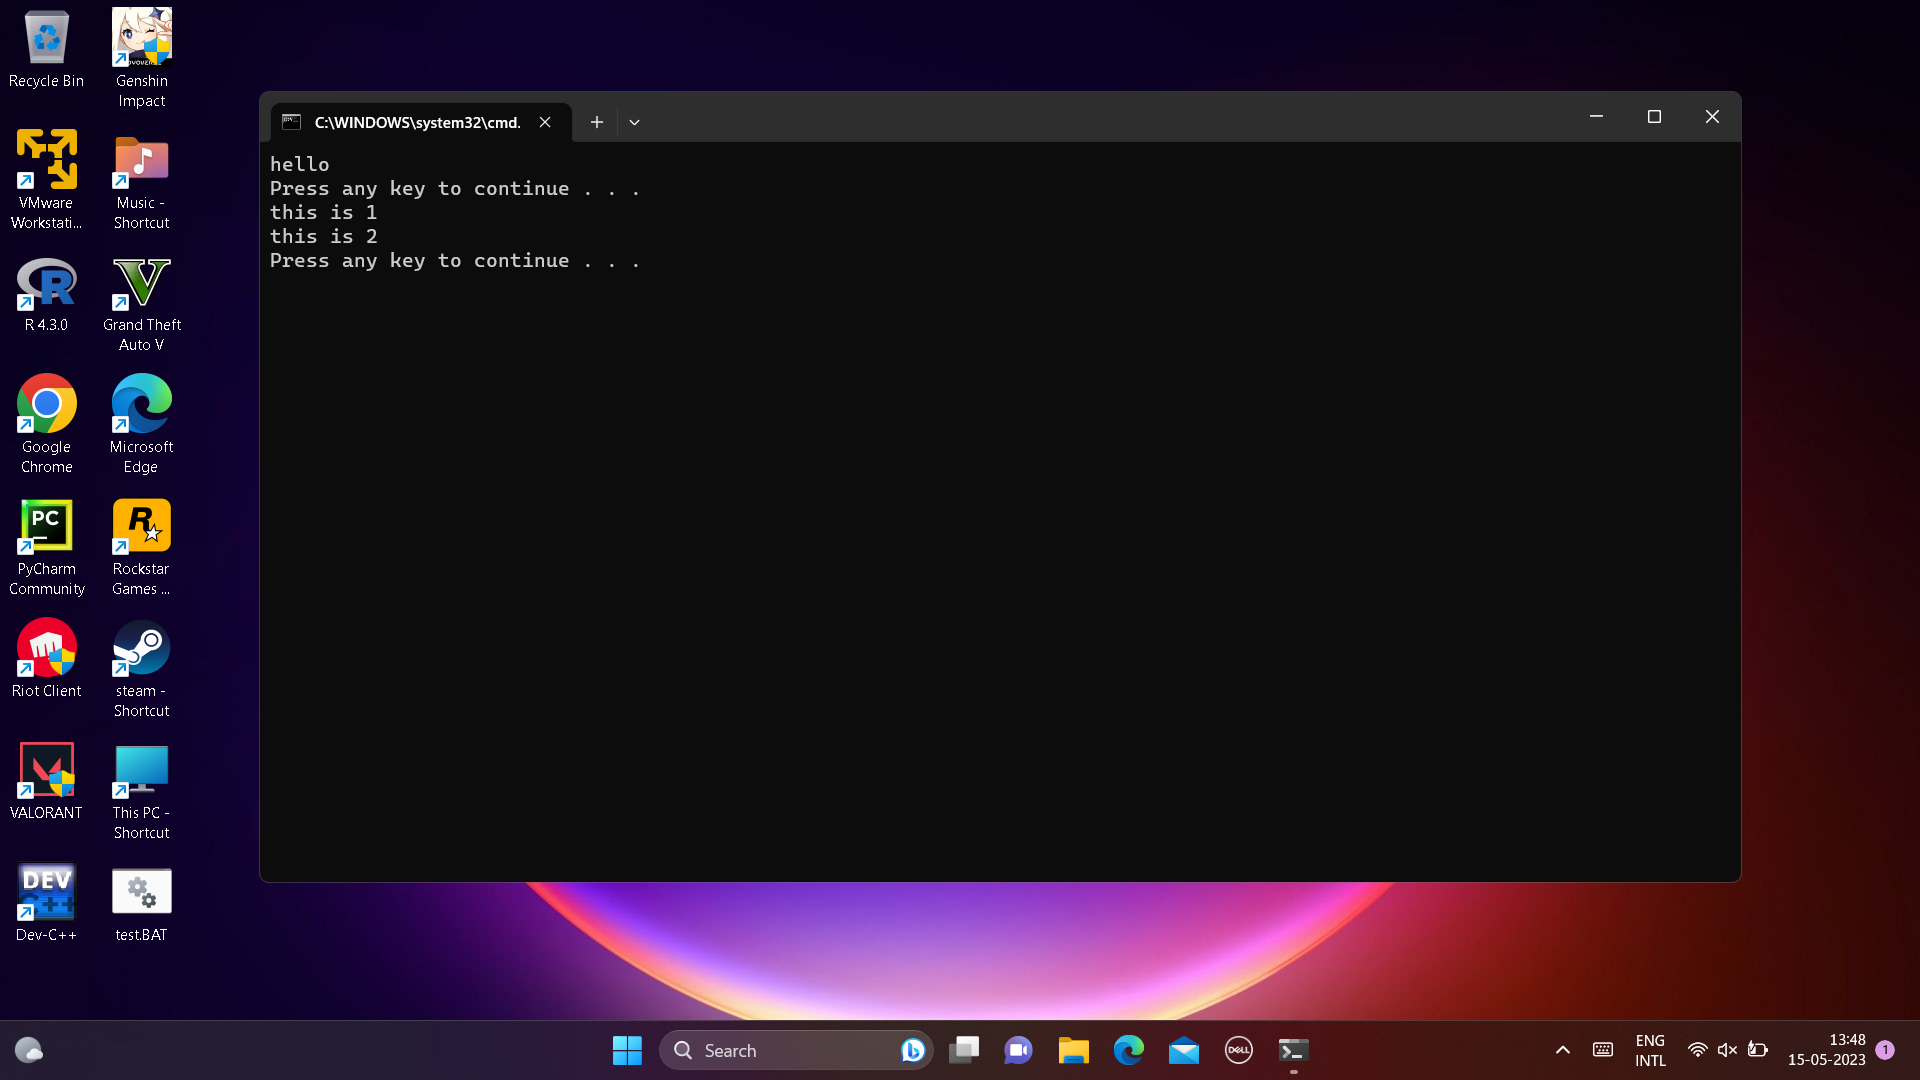 Recycle Bin
Genshin
Impact
VMware
Workstati...
Music -
Shortcut
R 4.3.0
Grand Theft
Auto V
Google
Chrome
Microsoft
Edge
PC
PyCharm
Community
R
Rockstar
Games ...
Riot Client
steam -
Shortcut
VALORANT
This PC -
Shortcut
DEV
C++
Dev-C++
test.BAT
C:\WINDOWS\system32\cmd.
hello
Press any key to continue . . .
this is 1
this is 2
Press any key to continue . . .
Search
DELL
ENG
INTL
13:48
15-05-2023
1